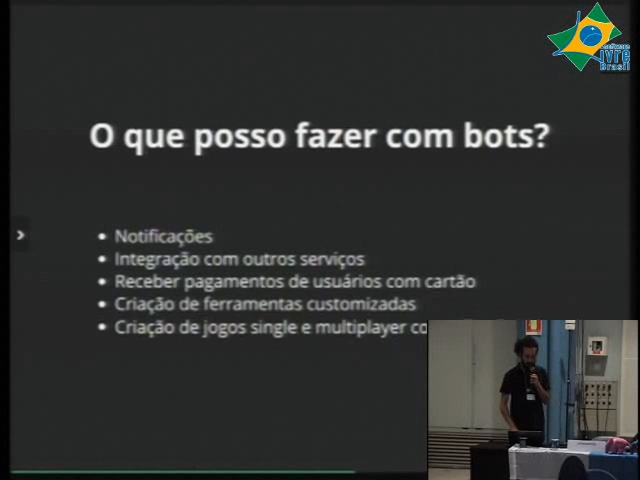 O que posso fazer com bots?
Notificações
Integração com outros serviços
Receber pagamentos de usuários com cartão
Criação de ferramentas customizadas
Criação de jogos single e multiplayer
ivre
Brasil